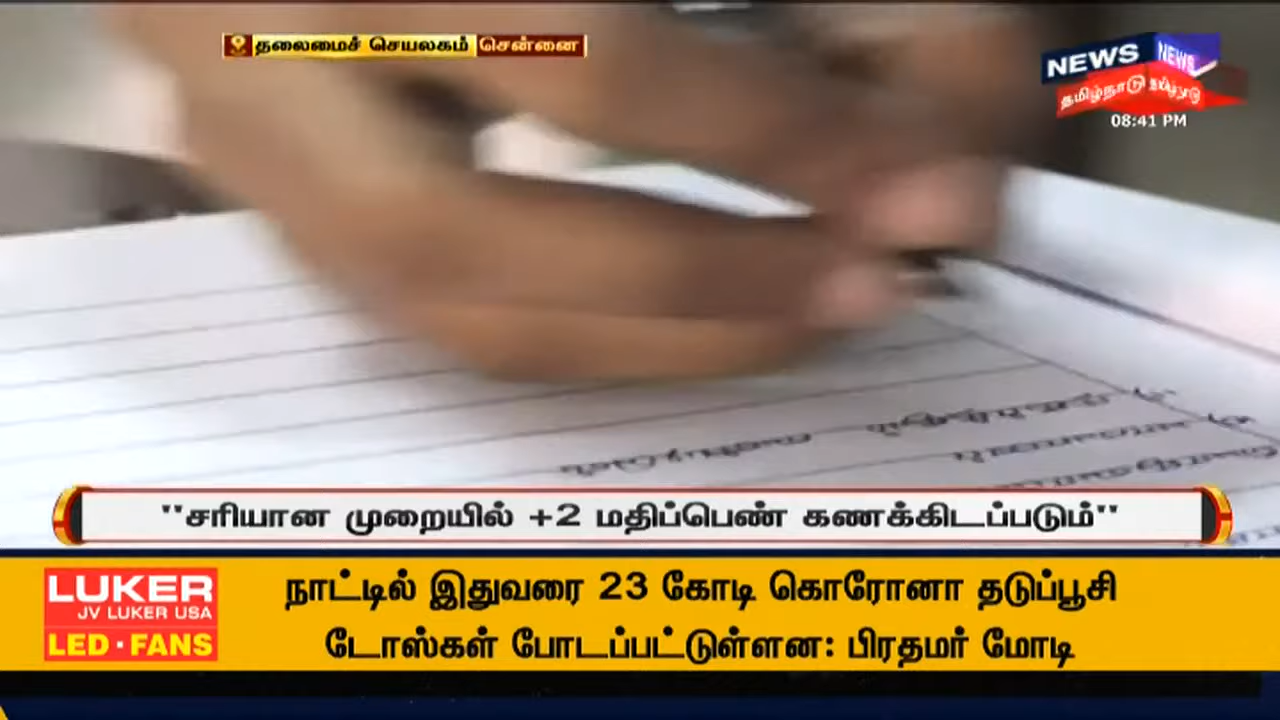 தலைமைச் செயலகம் சென்னை
NEWS NEWS
தமிழ்நாடு
08:41 PM
"சரியான முறையில் +2 மதிப்பெண் கணக்கிடப்படும்"
LUKER
JV LUKER USA
LED·FANS
நாட்டில் இதுவரை 23 கோடி கொரோனா தடுப்பூசி
டோஸ்கள் போடப்பட்டுள்ளன: பிரதமர் மோடி